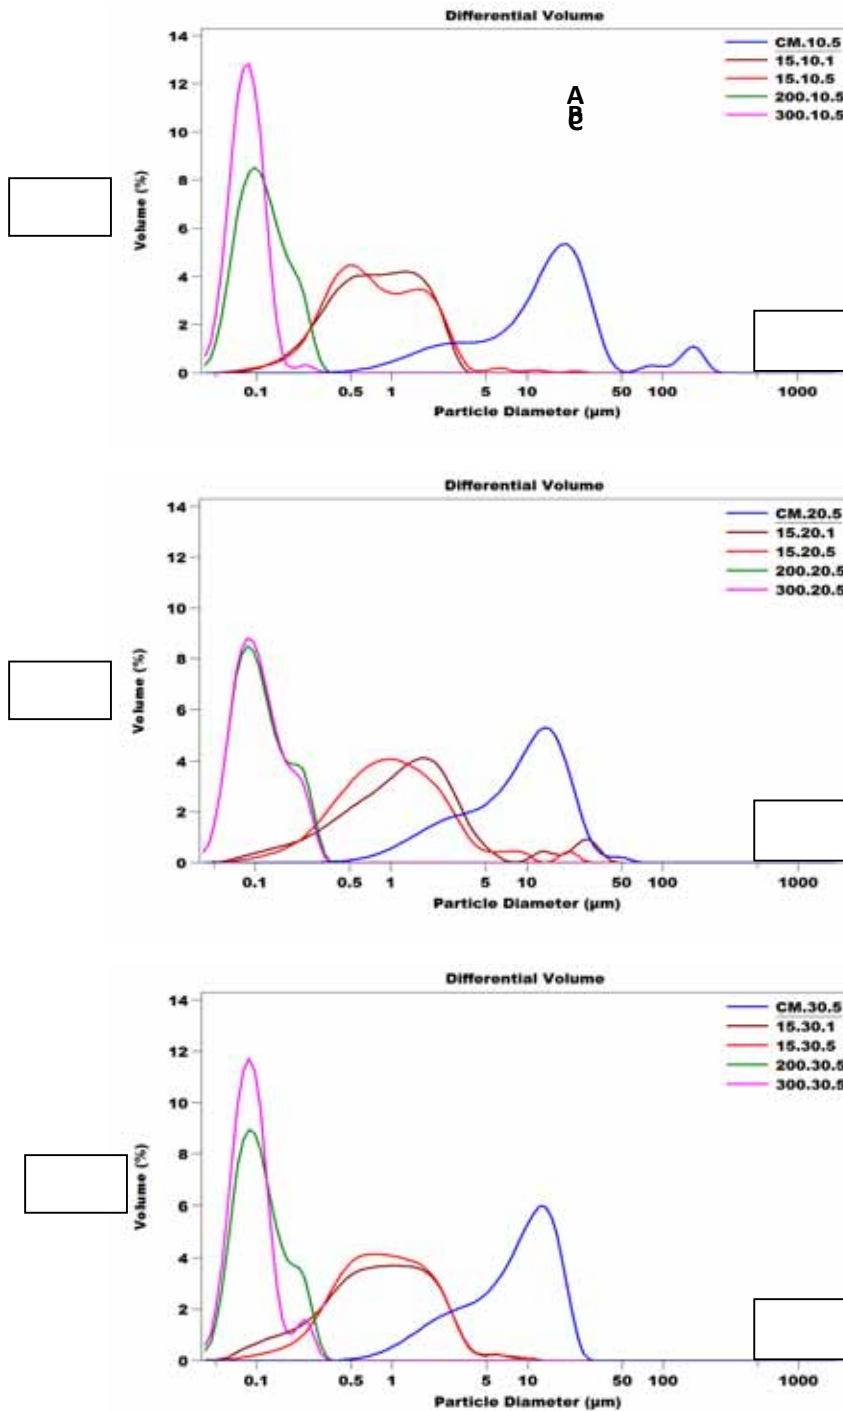 Differential Volume
14
12
10
8
6
4
2
0
Volume (%)
CM.10.5
15.10.1
15.10.5
200.10.5
300.10.5
A
B
C
0.1 0.5 1 5 10 50 100 1000
Particle Diameter (µm)
Differential Volume
14
12
10
8
6
4
2
0
Volume (%)
CM.20.5
15.20.1
15.20.5
200.20.5
300.20.5
0.1 0.5 1 5 10 50 100 1000
Particle Diameter (µm)
Differential Volume
14
12
10
8
6
4
2
0
Volume (%)
CM.30.5
15.30.1
15.30.5
200.30.5
300.30.5
0.1 0.5 1 5 10 50 100 1000
Particle Diameter (µm)